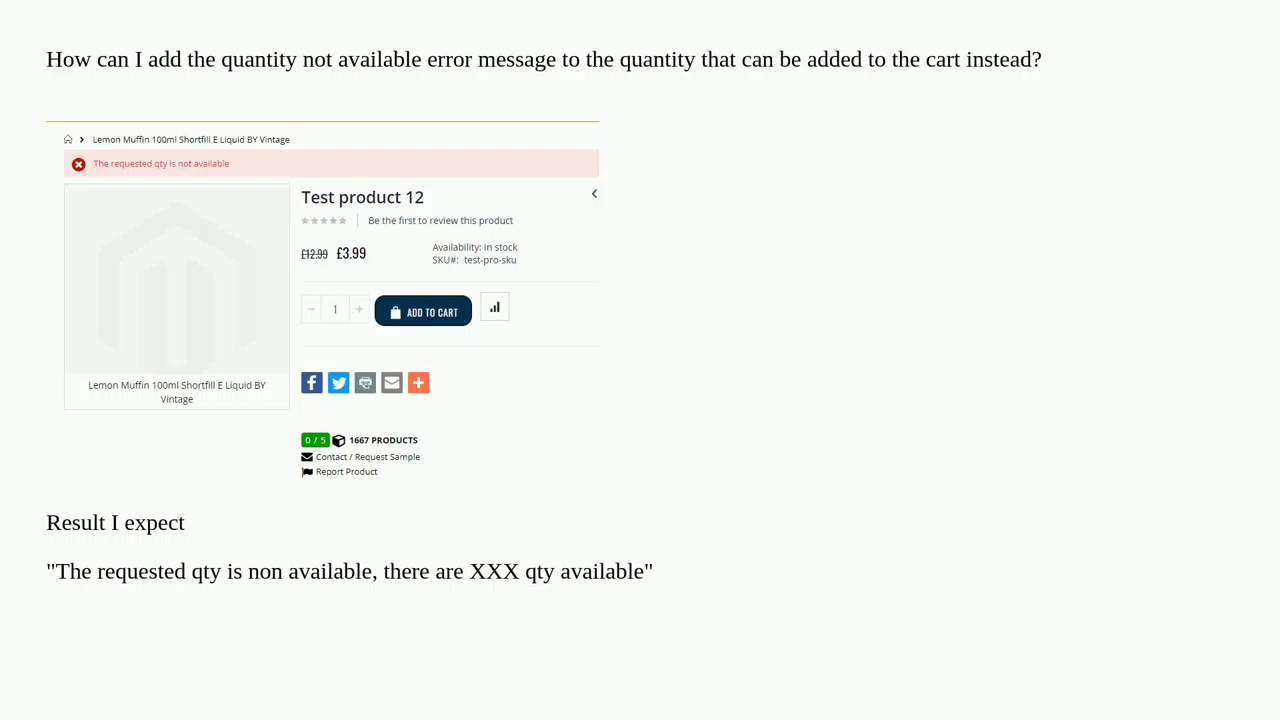 How can I add the quantity not available error message to the quantity that can be added to the cart instead?
Lemon Muffin 100ml Shortfill E Liquid BY Vintage
The requested qty is not available
Test product 12
Be the first to review this product
£12.99 £3.99
Availability: In stock
SKU#: test-pro-sku
1
ADD TO CART
Lemon Muffin 100ml Shortfill E Liquid BY
Vintage
0 / 5 1667 PRODUCTS
Contact / Request Sample
Report Product
Result I expect
"The requested qty is non available, there are XXX qty available"